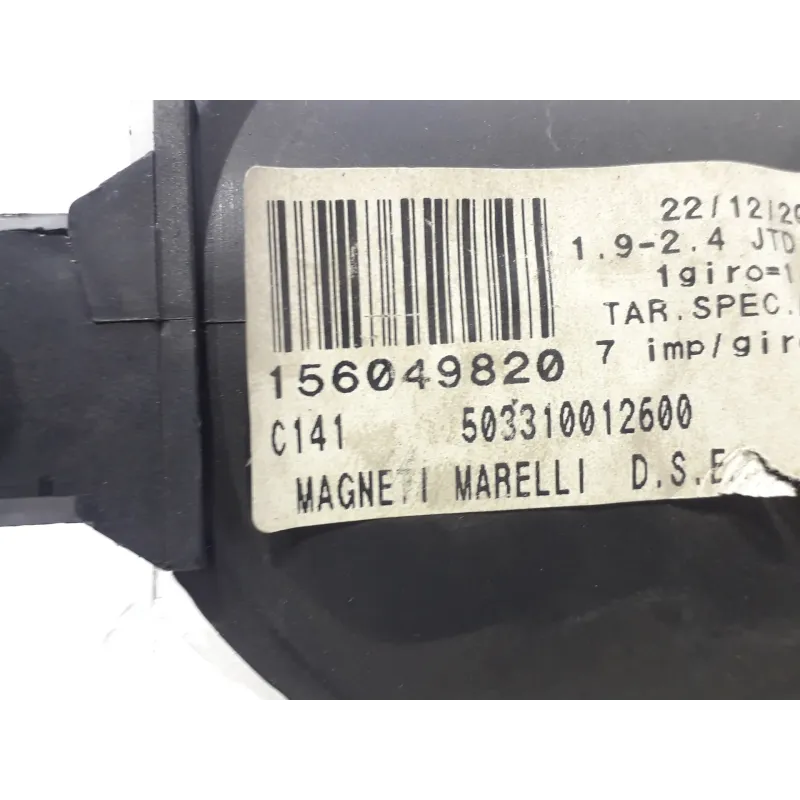 22/12/20
1.9-2.4 JTD
1giro=1
TAR.SPEC.
7 imp/giro
156049820
C141 503310012600
MAGNETI MARELLI D.S.E.